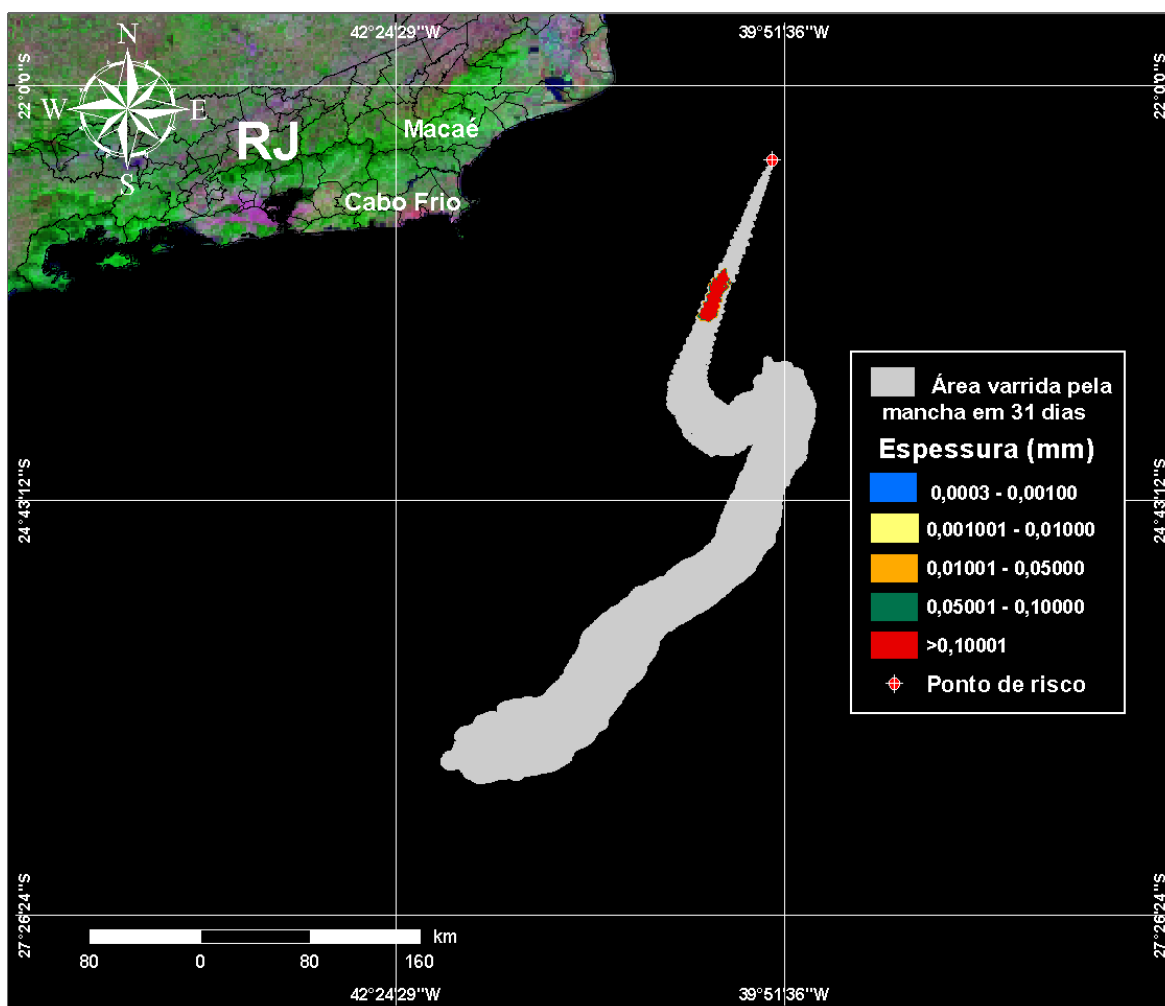 42°24'29"W
39°51'36"W
22°0'0"S
22°0'0"S
N
W
E
S
RJ
Macaé
Cabo Frio
Área varrida pela
mancha em 31 dias
Espessura (mm)
0,0003 - 0,00100
0,001001 - 0,01000
0,01001 - 0,05000
0,05001 - 0,10000
>0,10001
Ponto de risco
24°43'12"S
24°43'12"S
27°26'24"S
27°26'24"S
km
80 0 80 160
42°24'29"W
39°51'36"W